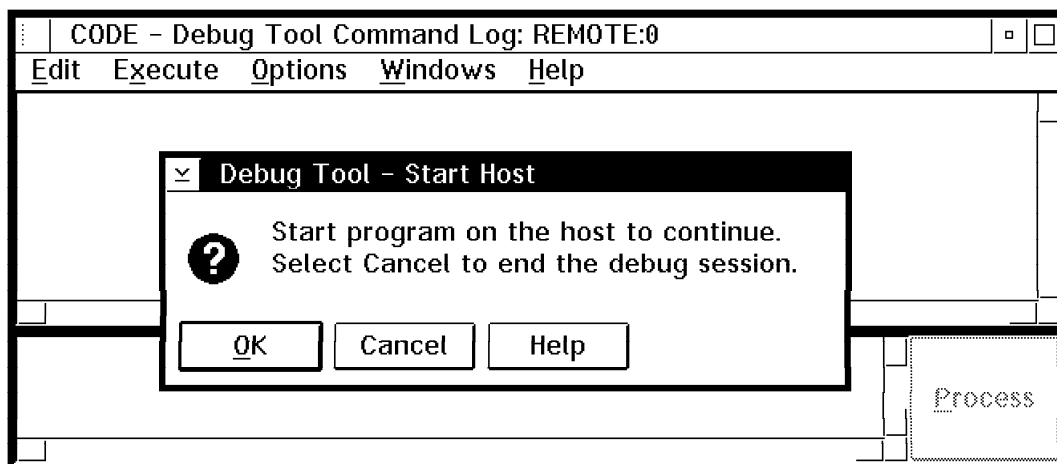 CODE - Debug Tool Command Log: REMOTE:0
Edit Execute Options Windows Help
Debug Tool - Start Host
Start program on the host to continue.
Select Cancel to end the debug session.
OK Cancel Help
Process